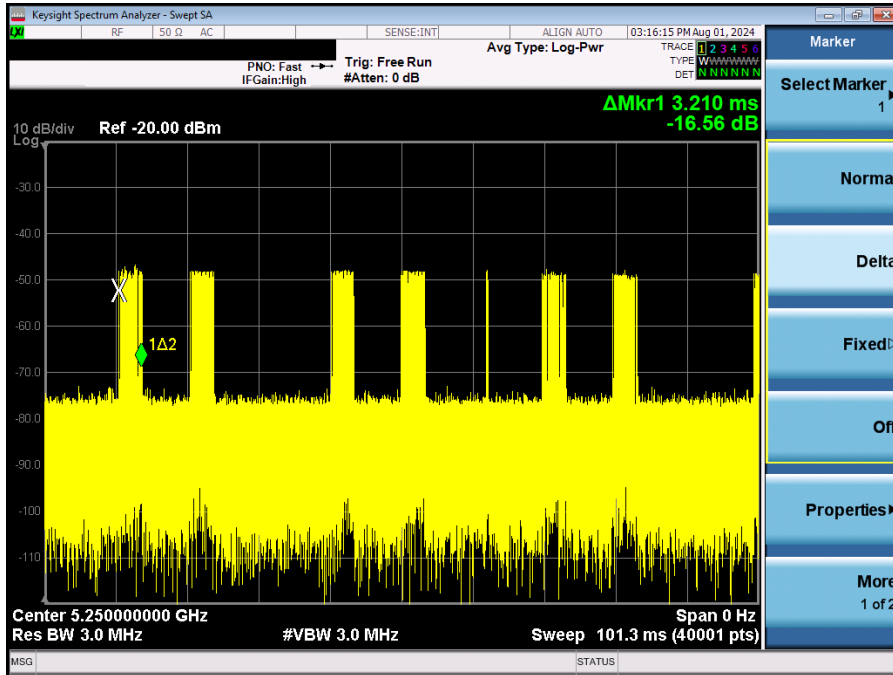 Keysight Spectrum Analyzer - Swept SA
LXI
RF 50 Ω AC SENSE:INT ALIGN AUTO 03:16:15 PM Aug 01, 2024
PNO: Fast
IFGain:High
Trig: Free Run
#Atten: 0 dB
Avg Type: Log-Pwr
TRACE 1 2 3 4 5 6
TYPE WWWWWW
DET N N N N N N
ΔMkr1 3.210 ms
-16.56 dB
10 dB/div Ref -20.00 dBm
Log
-30.0
-40.0
-50.0
-60.0
-70.0
-80.0
-90.0
-100
-110
X
1Δ2
Center 5.250000000 GHz Span 0 Hz
Res BW 3.0 MHz #VBW 3.0 MHz Sweep 101.3 ms (40001 pts)
MSG STATUS
Marker
Select Marker
1
Norma
Delta
Fixed
Off
Properties
More
1 of 2